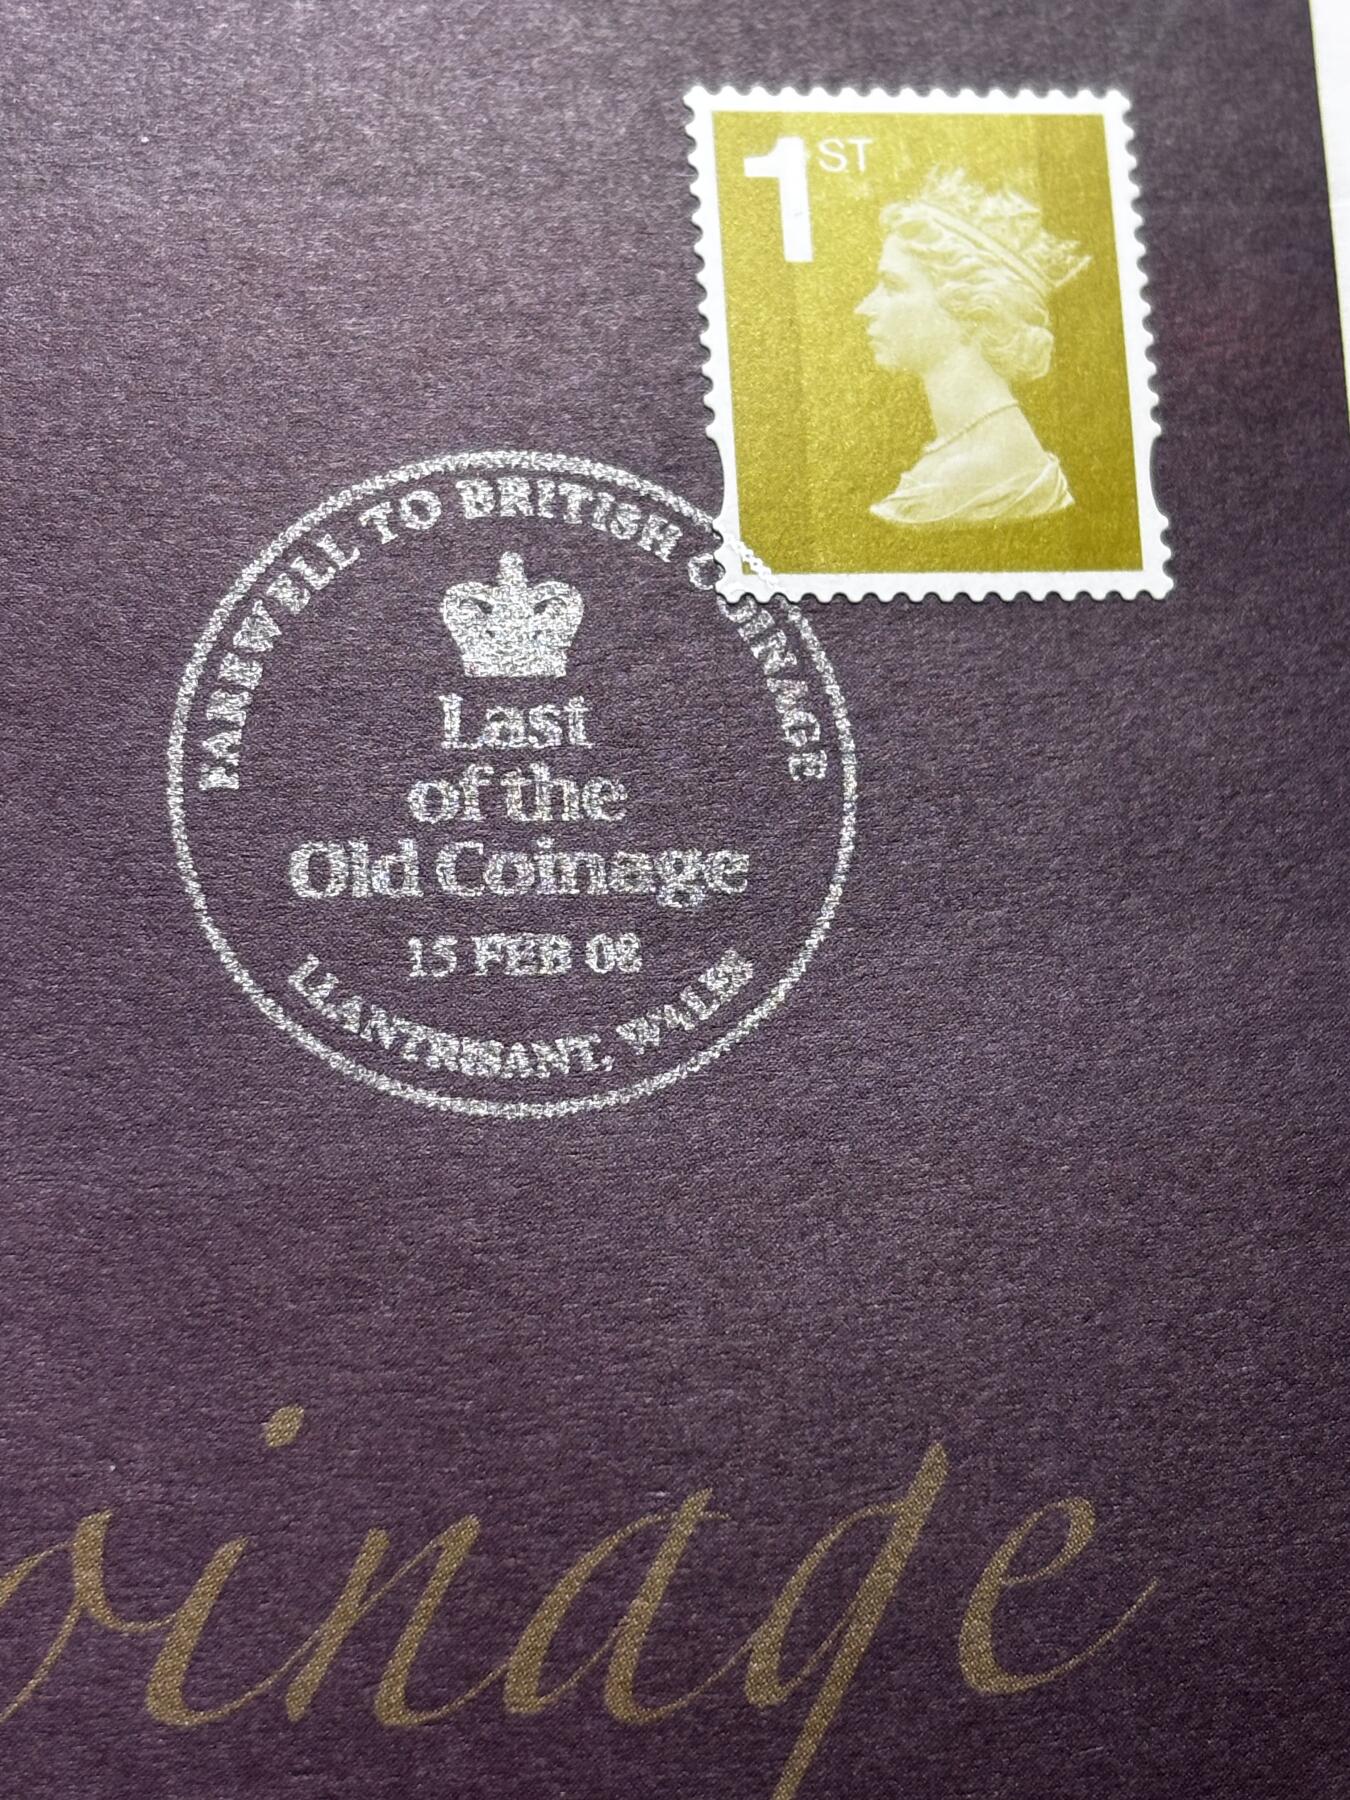 1ST
FAREWELL TO BRITISH COINAGE
Last
of the
Old Coinage
15 FEB 08
LLANTRISANT, WALES
oinage